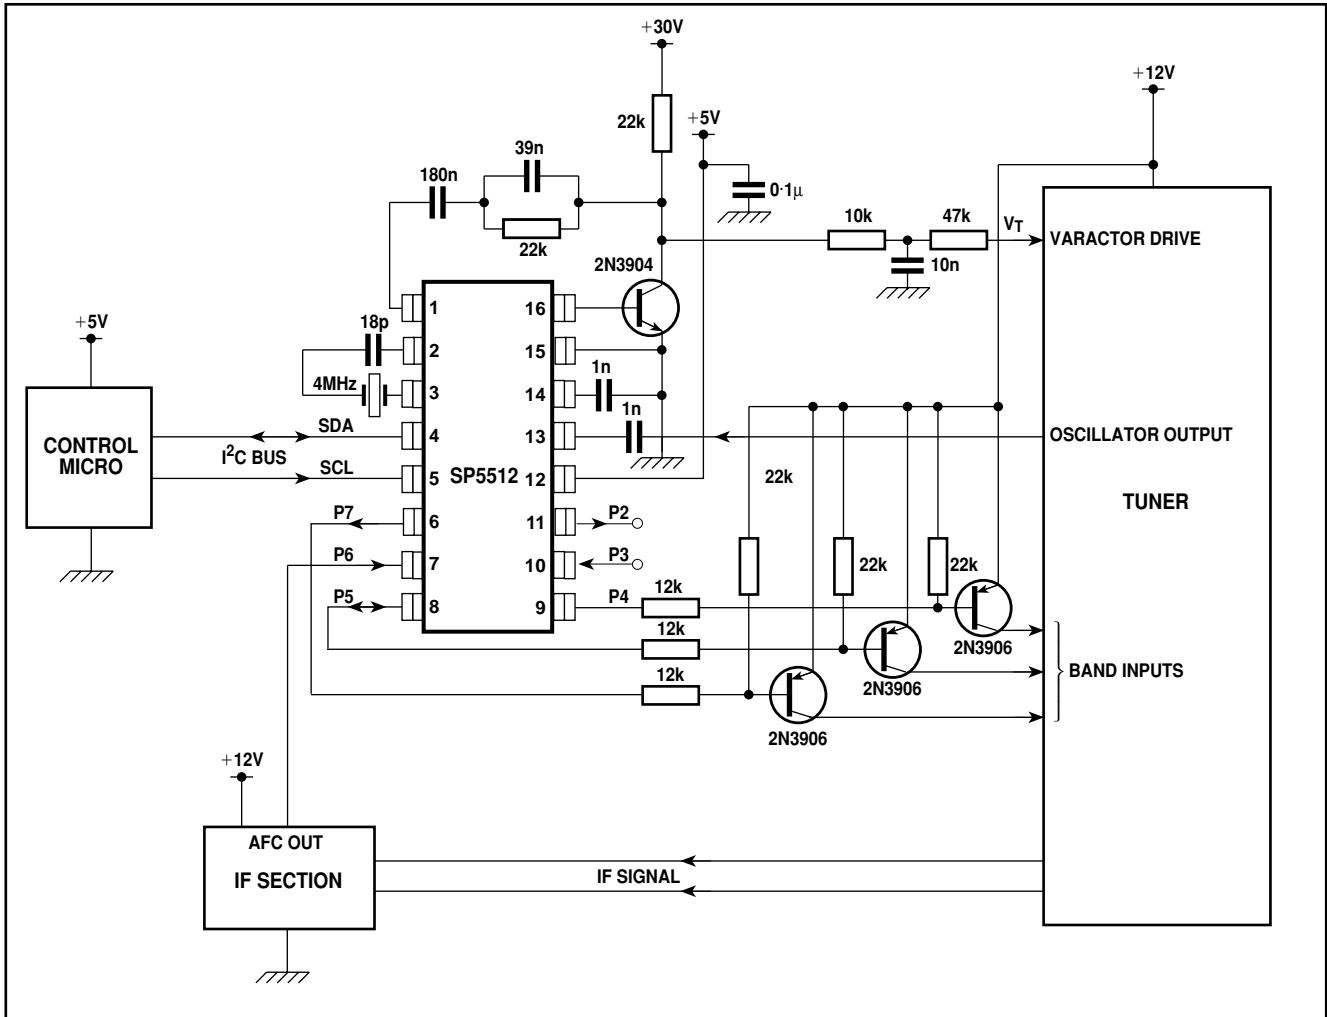 +30V
+12V
22k
+5V
39n
180n
0·1µ
22k
10k
47k
VT
VARACTOR DRIVE
10n
2N3904
+5V
18p
1
16
2
15
4MHz
3
14
1n
1n
CONTROL
MICRO
SDA
I2C BUS
SCL
4
13
5
SP5512
12
OSCILLATOR OUTPUT
22k
TUNER
P7
6
11
P2
P6
7
10
P3
22k
22k
P5
8
9
P4
12k
12k
2N3906
12k
2N3906
BAND INPUTS
2N3906
+12V
AFC OUT
IF SECTION
IF SIGNAL